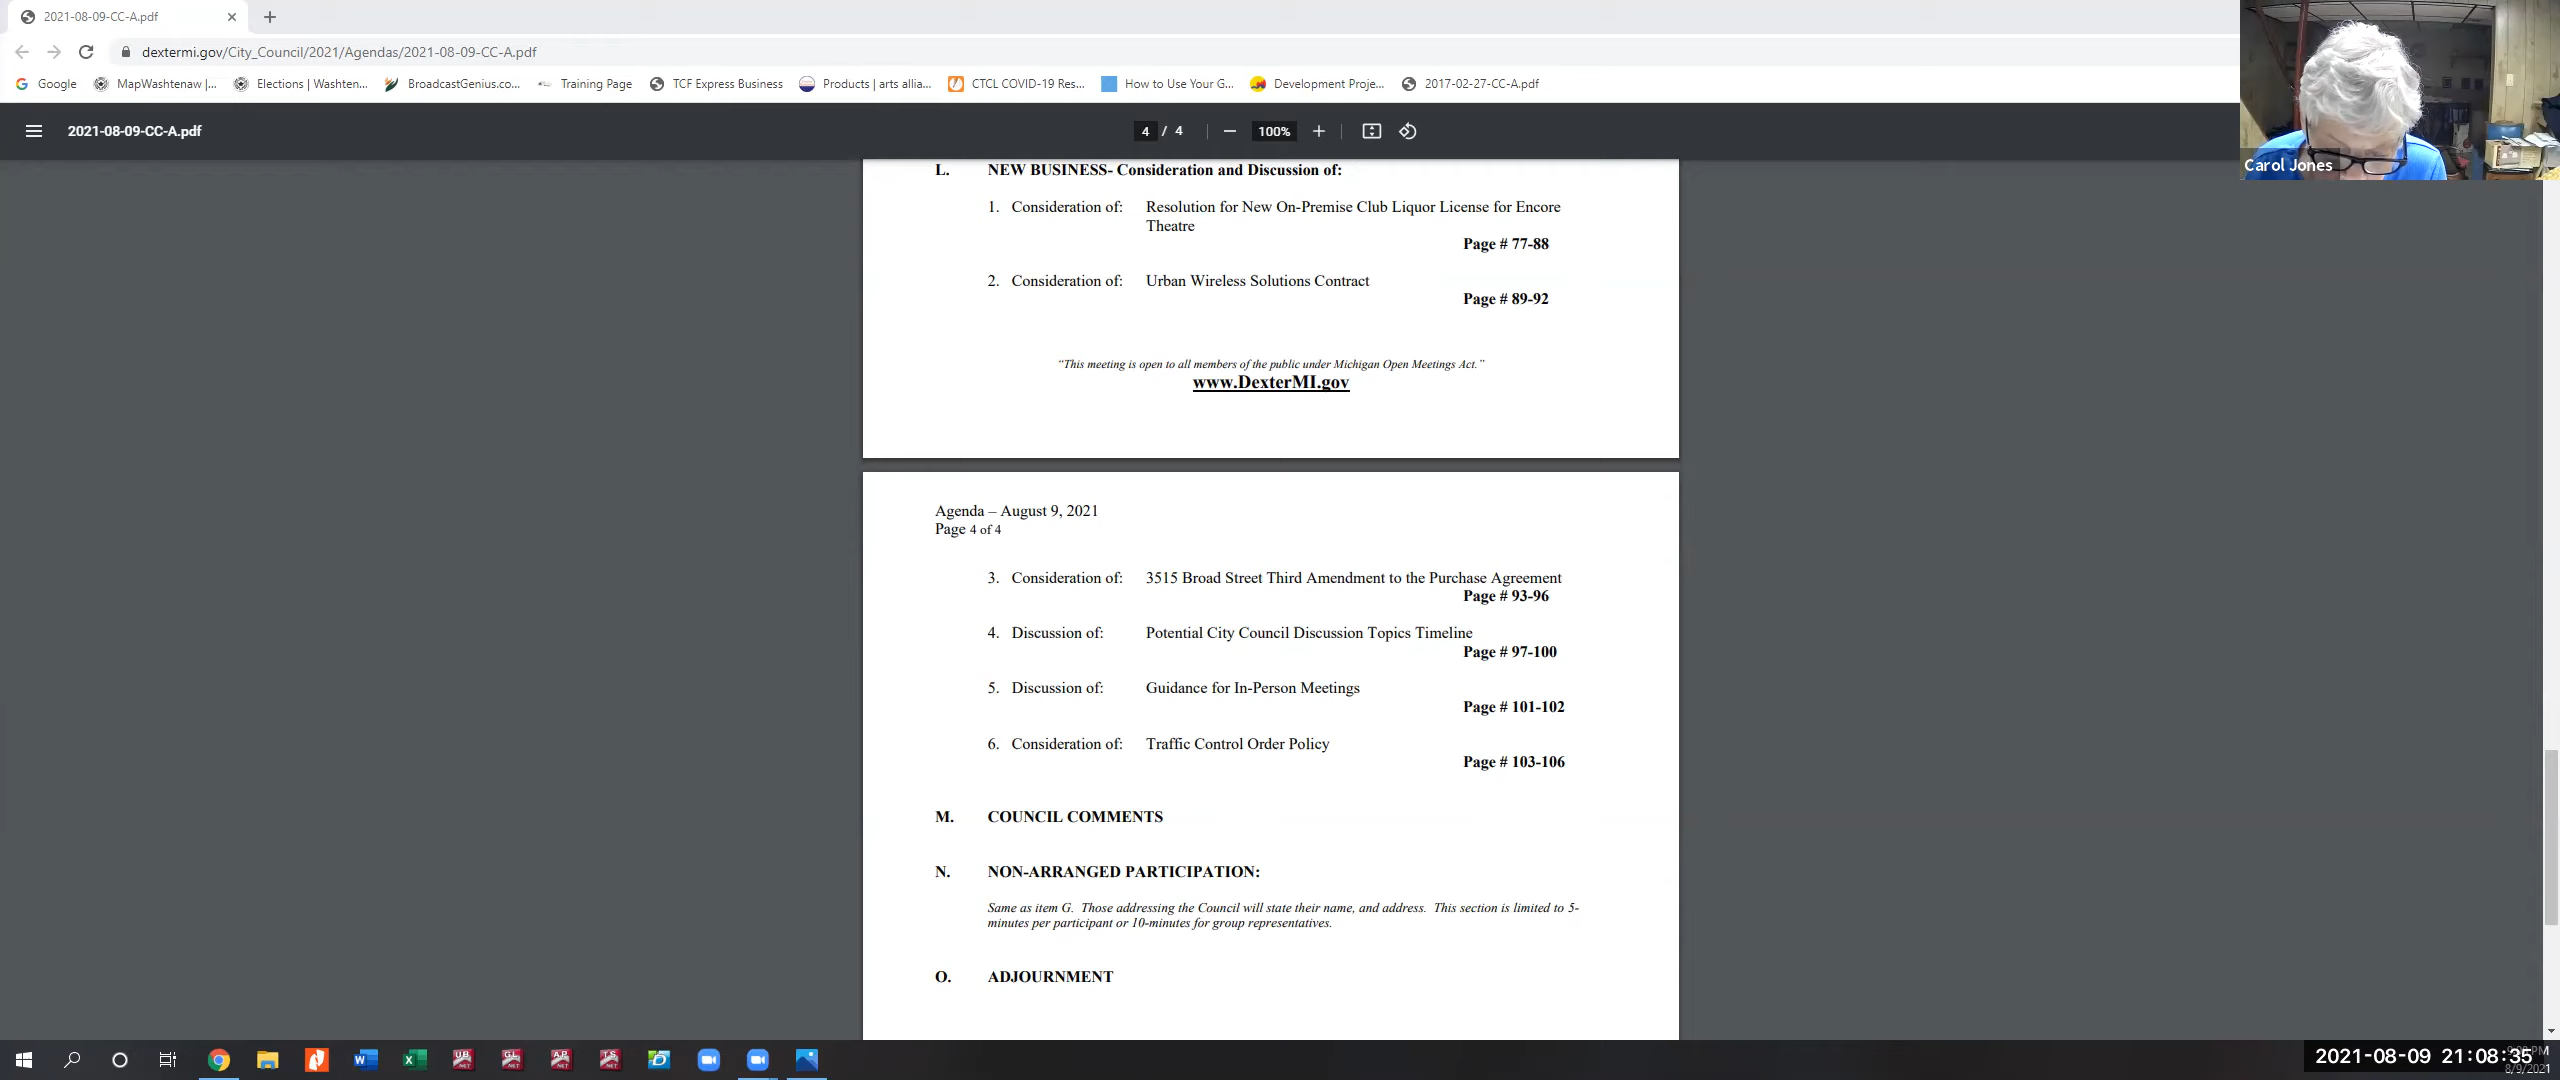 2021-08-09-CC-A.pdf
dextermi.gov/City_Council/2021/Agendas/2021-08-09-CC-A.pdf
Google MapWashtenaw |... Elections | Washten... BroadcastGenius.co... Training Page TCF Express Business Products | arts allia... CTCL COVID-19 Res... How to Use Your G... Development Proje... 2017-02-27-CC-A.pdf
2021-08-09-CC-A.pdf 4 / 4 100%
Carol Jones
L. NEW BUSINESS- Consideration and Discussion of:
1. Consideration of: Resolution for New On-Premise Club Liquor License for Encore
Theatre
Page # 77-88
2. Consideration of: Urban Wireless Solutions Contract
Page # 89-92
“This meeting is open to all members of the public under Michigan Open Meetings Act.”
www.DexterMI.gov
Agenda – August 9, 2021
Page 4 of 4
3. Consideration of: 3515 Broad Street Third Amendment to the Purchase Agreement
Page # 93-96
4. Discussion of: Potential City Council Discussion Topics Timeline
Page # 97-100
5. Discussion of: Guidance for In-Person Meetings
Page # 101-102
6. Consideration of: Traffic Control Order Policy
Page # 103-106
M. COUNCIL COMMENTS
N. NON-ARRANGED PARTICIPATION:
Same as item G. Those addressing the Council will state their name, and address. This section is limited to 5-
minutes per participant or 10-minutes for group representatives.
O. ADJOURNMENT
2021-08-09 21:08:35
8/9/2021